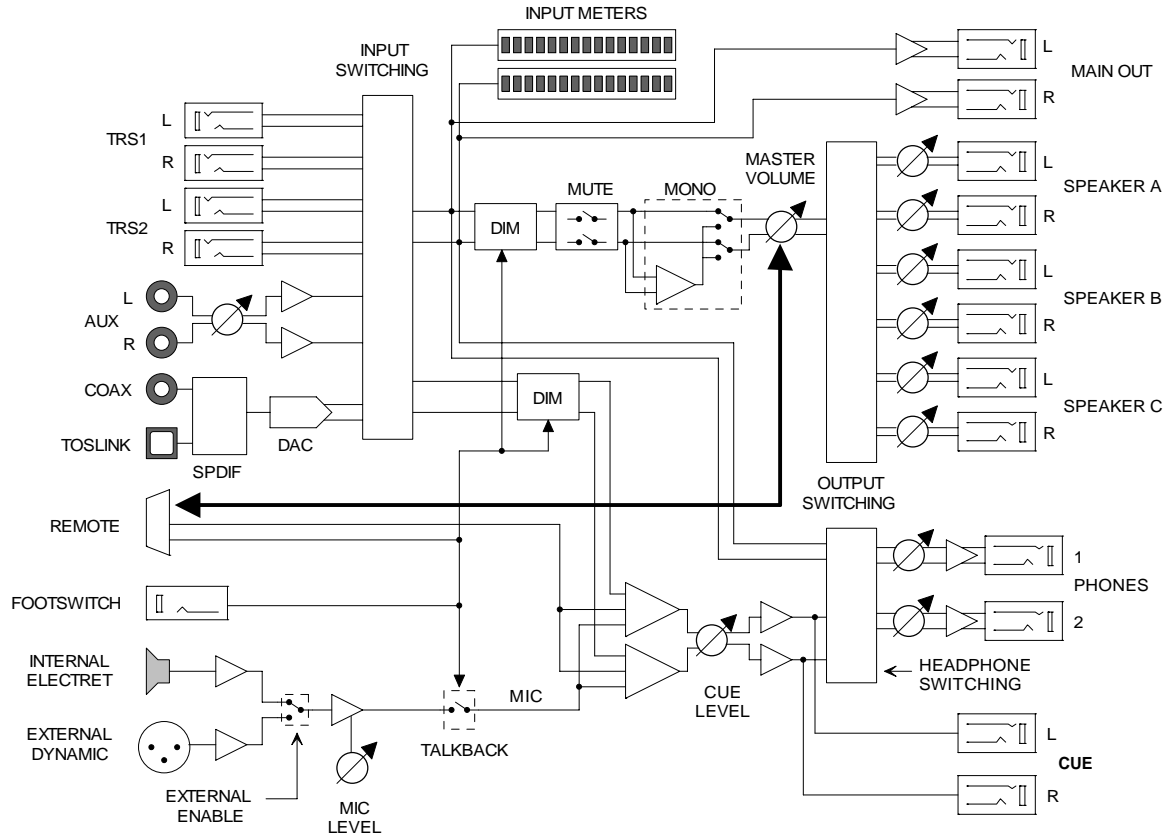 INPUT METERS
INPUT
SWITCHING
L
MAIN OUT
R
L
TRS1
R
L
TRS2
R
MUTE
MONO
MASTER
VOLUME
L
SPEAKER A
R
DIM
L
AUX
R
L
SPEAKER B
R
COAX
TOSLINK
SPDIF
DAC
DIM
L
SPEAKER C
R
OUTPUT
SWITCHING
REMOTE
1
PHONES
2
FOOTSWITCH
INTERNAL
ELECTRET
EXTERNAL
DYNAMIC
MIC
TALKBACK
CUE
LEVEL
HEADPHONE
SWITCHING
L
CUE
R
EXTERNAL
ENABLE
MIC
LEVEL